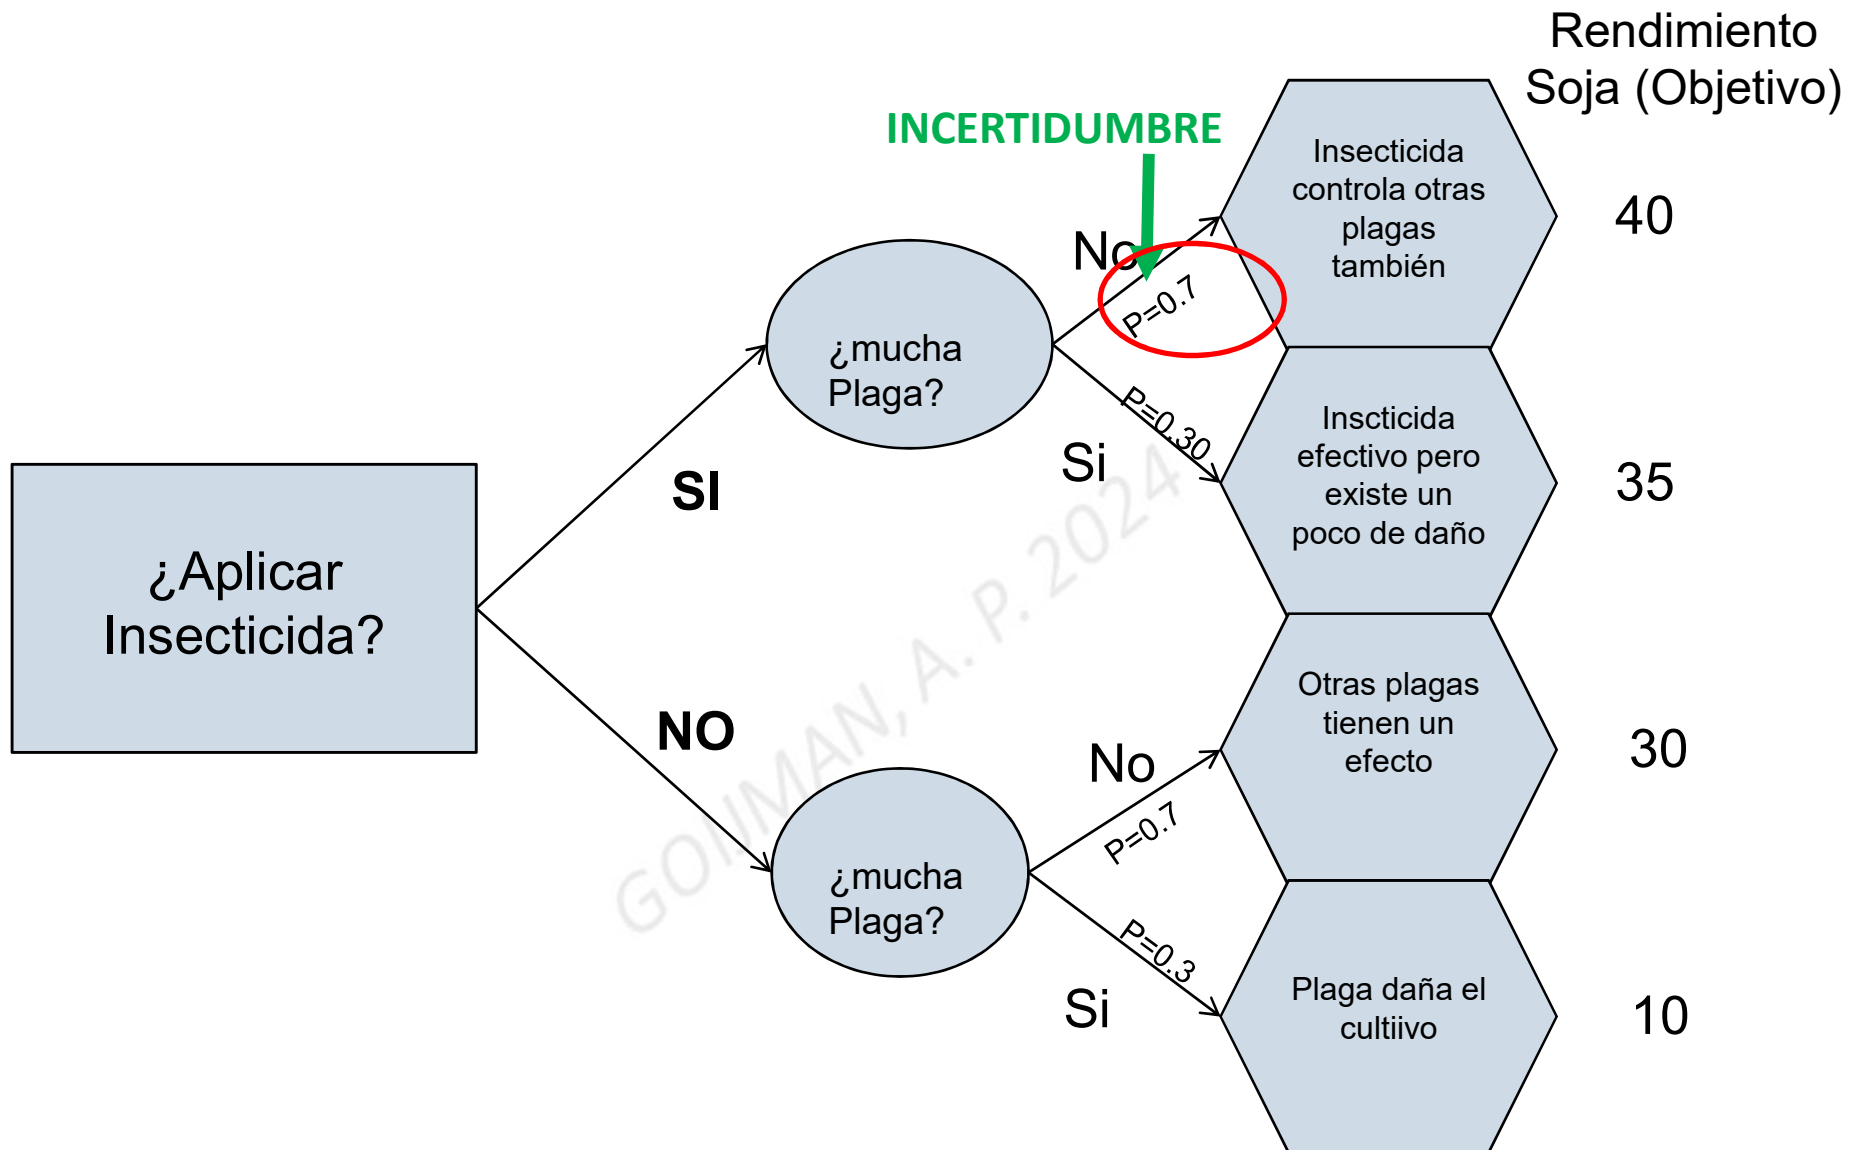 Rendimiento
Soja (Objetivo)
INCERTIDUMBRE
Insecticida
controla otras
plagas
también
40
No
P=0.7
¿mucha
Plaga?
P=0.30
Si
Inscticida
efectivo pero
existe un
poco de daño
35
SI
¿Aplicar
Insecticida?
NO
Otras plagas
tienen un
efecto
30
No
P=0.7
¿mucha
Plaga?
P=0.3
Si
Plaga daña el
cultiivo
10
GOIJMAN, A. P. 2024